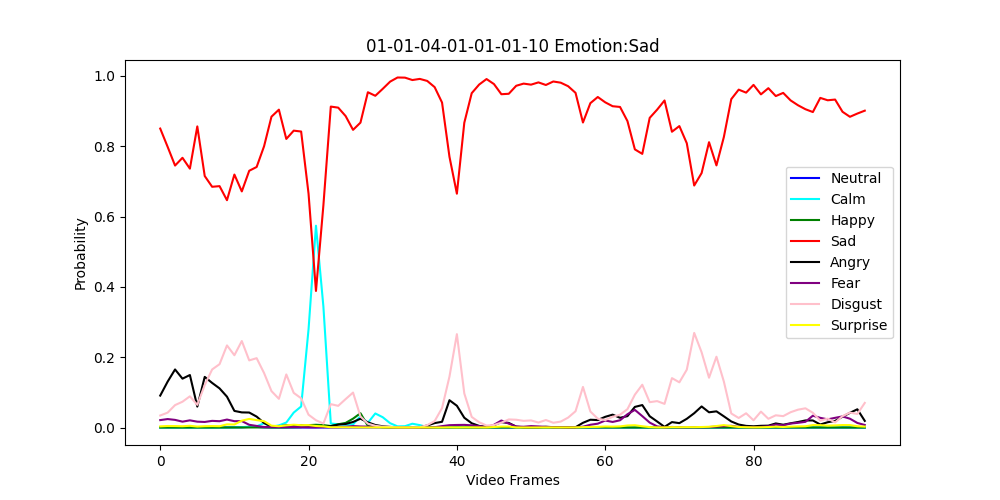 01-01-04-01-01-01-10 Emotion:Sad
Probability
1.0
0.8
0.6
0.4
0.2
0.0
0
20
40
60
80
Video Frames
Neutral
Calm
Happy
Sad
Angry
Fear
Disgust
Surprise